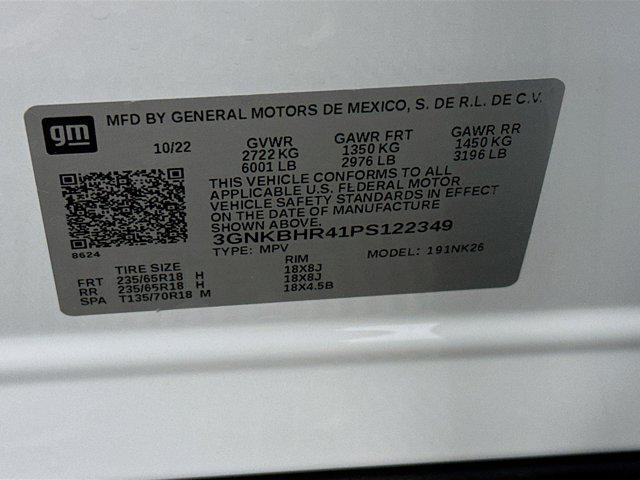 gm
MFD BY GENERAL MOTORS DE MEXICO, S. DE R.L. DE C.V.
10/22 GVWR GAWR FRT GAWR RR
2722 KG 1350 KG 1450 KG
6001 LB 2976 LB 3196 LB
THIS VEHICLE CONFORMS TO ALL
APPLICABLE U.S. FEDERAL MOTOR
VEHICLE SAFETY STANDARDS IN EFFECT
ON THE DATE OF MANUFACTURE
SHOWN ABOVE.
3GNKBHR41PS122349
8624
TYPE: MPV MODEL: 191NK26
TIRE SIZE RIM
FRT 235/65R18 H 18X8J
RR 235/65R18 H 18X8J
SPA T135/70R18 M 18X4.5B